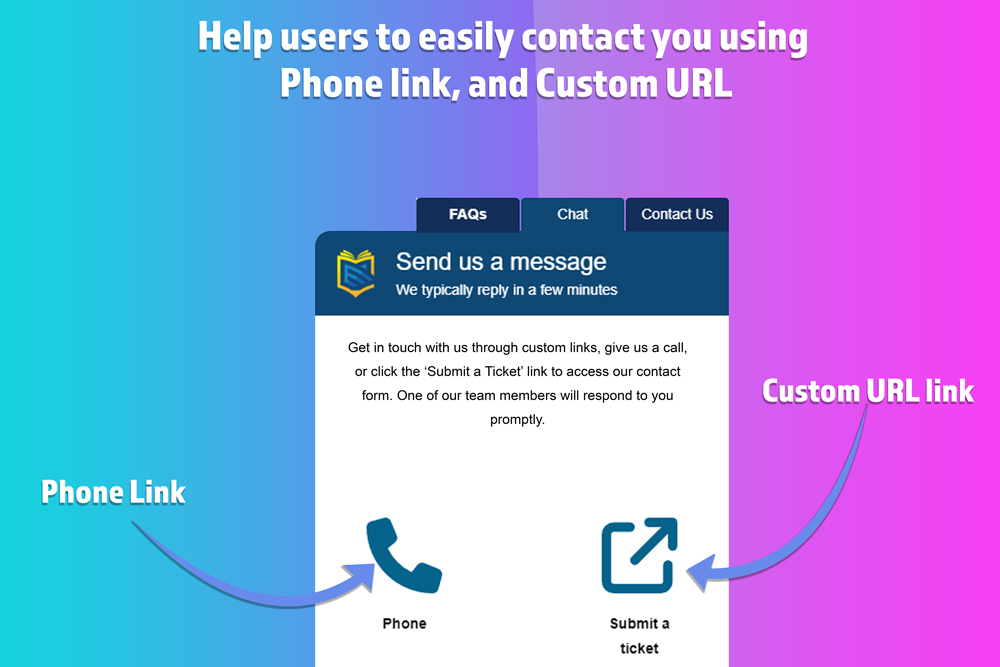 Help users to easily contact you using
Phone link, and Custom URL
FAQs
Chat
Contact Us
Send us a message
We typically reply in a few minutes
Get in touch with us through custom links, give us a call,
or click the ‘Submit a Ticket’ link to access our contact
form. One of our team members will respond to you
promptly.
Custom URL link
Phone Link
Phone
Submit a
ticket